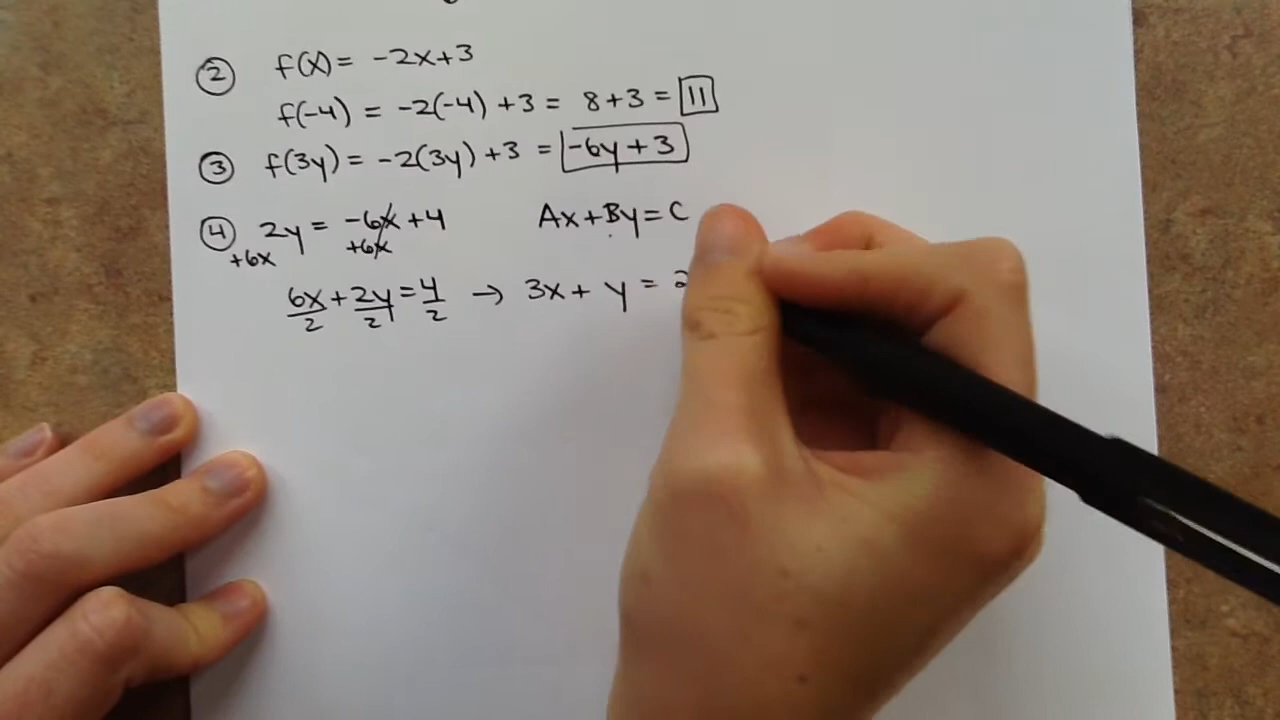 ② f(x) = -2x+3
f(-4) = -2(-4) +3 = 8+3 = 11
③ f(3y) = -2(3y) +3 = -6y+3
④ 2y = -6x +4 Ax+By=C
+6x +6x
6x/2 + 2y/2 = 4/2 → 3x + y = 2